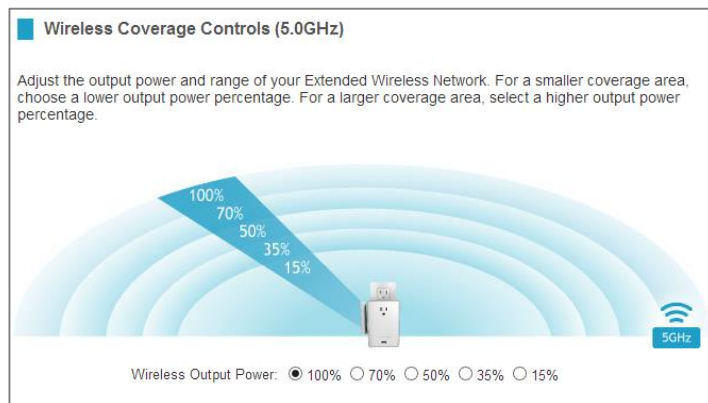 Wireless Coverage Controls (5.0GHz)
Adjust the output power and range of your Extended Wireless Network. For a smaller coverage area,
choose a lower output power percentage. For a larger coverage area, select a higher output power
percentage.
100%
70%
50%
35%
15%
5GHz
Wireless Output Power: 100% 70% 50% 35% 15%